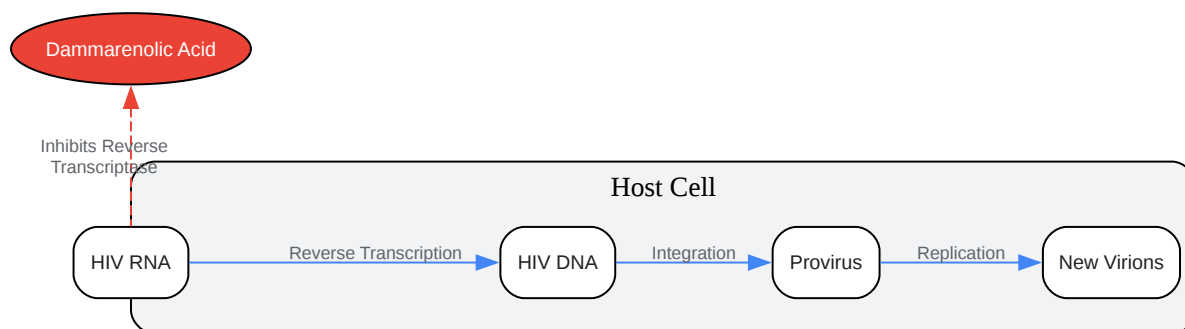 Dammarenolic Acid
Inhibits Reverse
Transcriptase
Host Cell
HIV RNA
Reverse Transcription
HIV DNA
Integration
Provirus
Replication
New Virions